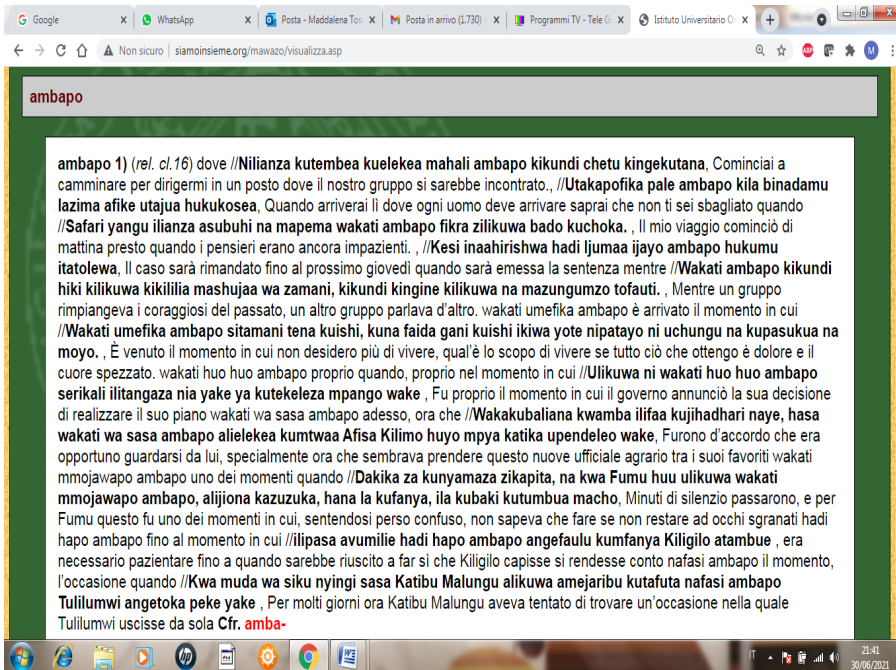 Google
WhatsApp
Posta - Maddalena Tos
Posta in arrivo (1.730) -
Programmi TV - Tele G
Istituto Universitario O
Non sicuro | siamoinsieme.org/mawazo/visualizza.asp
ambapo
ambapo 1) (rel. cl.16) dove //Nilianza kutembea kuelekea mahali ambapo kikundi chetu kingekutana, Cominciai a
camminare per dirigermi in un posto dove il nostro gruppo si sarebbe incontrato., //Utakapofika pale ambapo kila binadamu
lazima afike utajua hukukosea, Quando arriverai lì dove ogni uomo deve arrivare saprai che non ti sei sbagliato quando
//Safari yangu ilianza asubuhi na mapema wakati ambapo fikra zilikuwa bado kuchoka. , Il mio viaggio cominciò di
mattina presto quando i pensieri erano ancora impazienti. , //Kesi inaahirishwa hadi Ijumaa ijayo ambapo hukumu
itatolewa, Il caso sarà rimandato fino al prossimo giovedì quando sarà emessa la sentenza mentre //Wakati ambapo kikundi
hiki kilikuwa kikililia mashujaa wa zamani, kikundi kingine kilikuwa na mazungumzo tofauti. , Mentre un gruppo
rimpiangeva i coraggiosi del passato, un altro gruppo parlava d'altro. wakati umefika ambapo è arrivato il momento in cui
//Wakati umefika ambapo sitamani tena kuishi, kuna faida gani kuishi ikiwa yote nipatayo ni uchungu na kupasukua na
moyo. , È venuto il momento in cui non desidero più di vivere, qual'è lo scopo di vivere se tutto ciò che ottengo è dolore e il
cuore spezzato. wakati huo huo ambapo proprio quando, proprio nel momento in cui //Ulikuwa ni wakati huo huo ambapo
serikali ilitangaza nia yake ya kutekeleza mpango wake , Fu proprio il momento in cui il governo annunciò la sua decisione
di realizzare il suo piano wakati wa sasa ambapo adesso, ora che //Wakakubaliana kwamba ilifaa kujihadhari naye, hasa
wakati wa sasa ambapo alielekea kumtwaa Afisa Kilimo huyo mpya katika upendeleo wake, Furono d'accordo che era
opportuno guardarsi da lui, specialmente ora che sembrava prendere questo nuove ufficiale agrario tra i suoi favoriti wakati
mmojawapo ambapo uno dei momenti quando //Dakika za kunyamaza zikapita, na kwa Fumu huu ulikuwa wakati
mmojawapo ambapo, alijiona kazuzuka, hana la kufanya, ila kubaki kutumbua macho, Minuti di silenzio passarono, e per
Fumu questo fu uno dei momenti in cui, sentendosi perso confuso, non sapeva che fare se non restare ad occhi sgranati hadi
hapo ambapo fino al momento in cui //ilipasa avumilie hadi hapo ambapo angefaulu kumfanya Kiligilo atambue , era
necessario pazientare fino a quando sarebbe riuscito a far sì che Kiligilo capisse si rendesse conto nafasi ambapo il momento,
l'occasione quando //Kwa muda wa siku nyingi sasa Katibu Malungu alikuwa amejaribu kutafuta nafasi ambapo
Tulilumwi angetoka peke yake , Per molti giorni ora Katibu Malungu aveva tentato di trovare un'occasione nella quale
Tulilumwi uscisse da sola Cfr. amba-
IT
21:41
30/06/2021